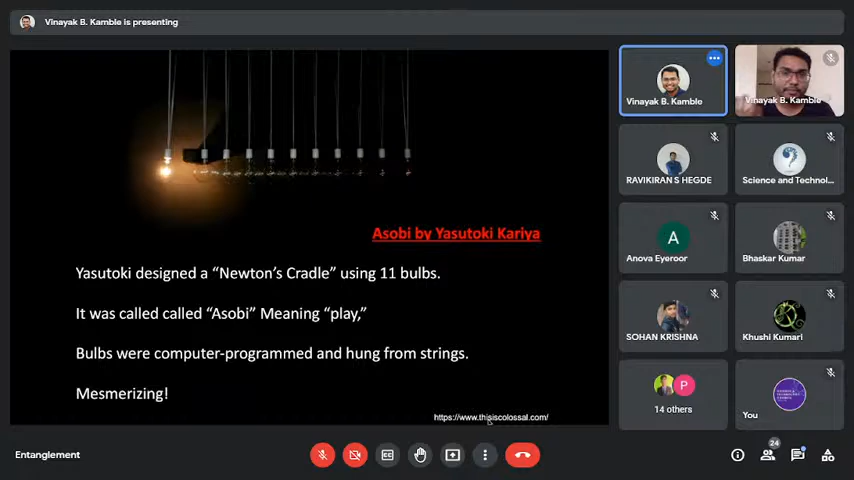 Vinayak B. Kamble is presenting
Asobi by Yasutoki Kariya
Yasutoki designed a “Newton’s Cradle” using 11 bulbs.
It was called called “Asobi” Meaning “play,”
Bulbs were computer-programmed and hung from strings.
Mesmerizing!
https://www.thisiscolossal.com/
Vinayak B. Kamble
Vinayak B. Kamble
RAVIKIRAN S HEGDE
Science and Technol...
A
Anova Eyeroor
Bhaskar Kumar
SOHAN KRISHNA
Khushi Kumari
P
14 others
You
Entanglement
24